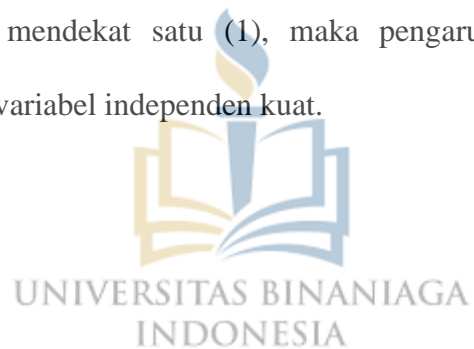 mendekat satu (1), maka pengaru
variabel independen kuat.
UNIVERSITAS BINANIAGA
INDONESIA